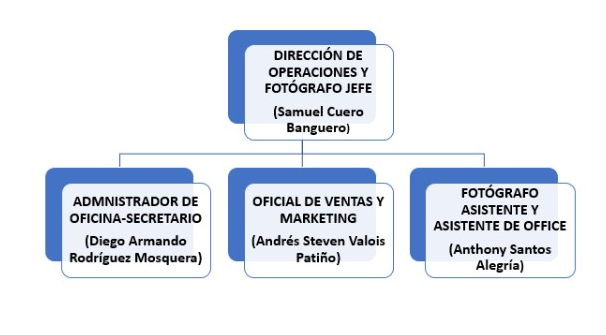 DIRECCIÓN DE
OPERACIONES Y
FOTÓGRAFO JEFE
(Samuel Cuero
Banguero)
ADMNISTRADOR DE
OFICINA-SECRETARIO
(Diego Armando
Rodríguez Mosquera)
OFICIAL DE VENTAS Y
MARKETING
(Andrés Steven Valois
Patiño)
FOTÓGRAFO
ASISTENTE Y
ASISTENTE DE OFFICE
(Anthony Santos
Alegría)